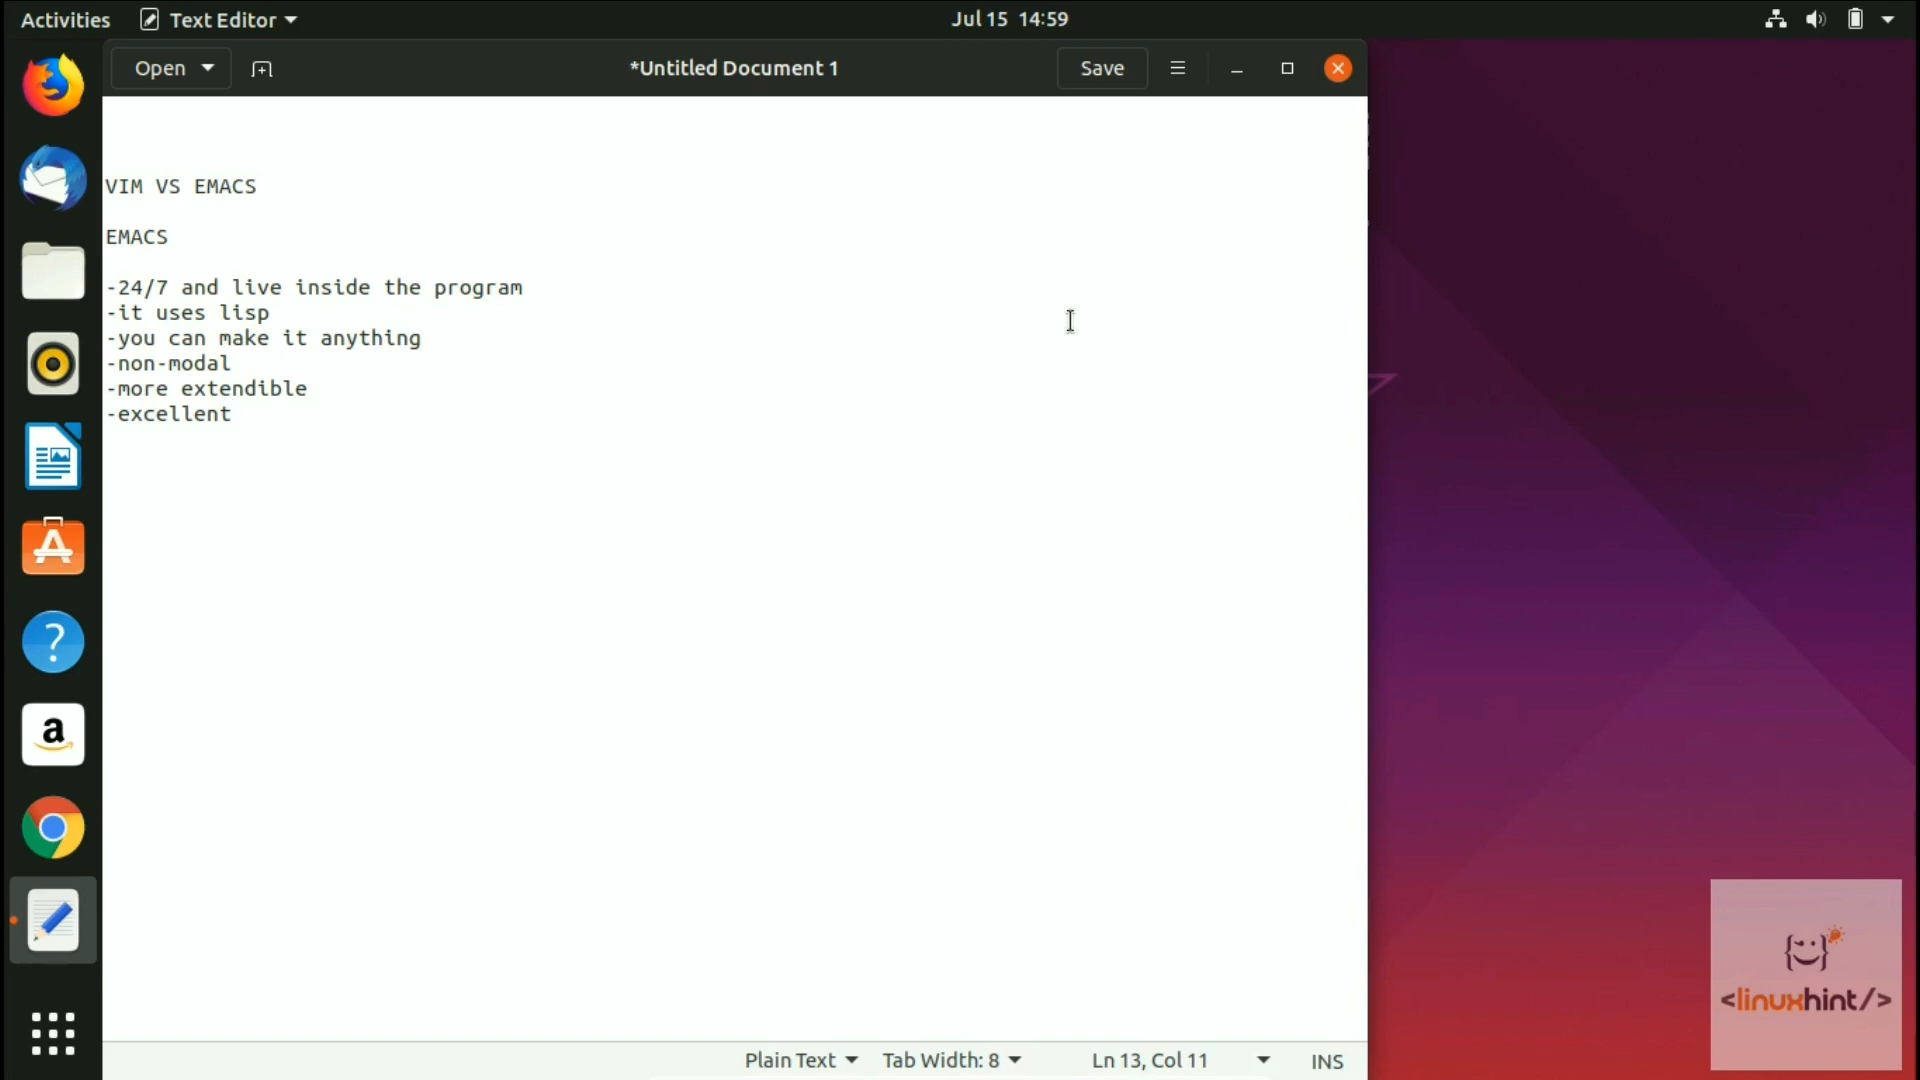 Activities Text Editor Jul 15 14:59
Open *Untitled Document 1 Save
VIM VS EMACS
EMACS
-24/7 and live inside the program
-it uses lisp
-you can make it anything
-non-modal
-more extendible
-excellent
<linuxhint/>
Plain Text Tab Width: 8 Ln 13, Col 11 INS